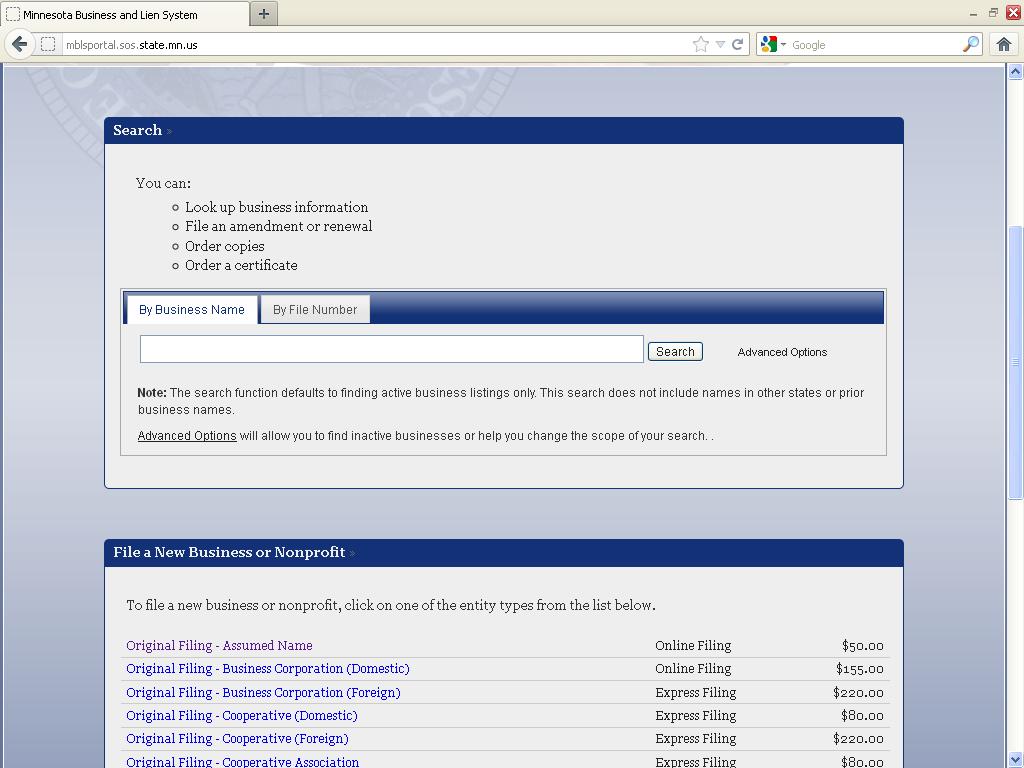 Minnesota Business and Lien System
mblsportal.sos.state.mn.us
Google
Search »
You can:
Look up business information
File an amendment or renewal
Order copies
Order a certificate
By Business Name
By File Number
Search
Advanced Options
Note: The search function defaults to finding active business listings only. This search does not include names in other states or prior
business names.
Advanced Options will allow you to find inactive businesses or help you change the scope of your search. .
File a New Business or Nonprofit »
To file a new business or nonprofit, click on one of the entity types from the list below.
Original Filing - Assumed Name Online Filing $50.00
Original Filing - Business Corporation (Domestic) Online Filing $155.00
Original Filing - Business Corporation (Foreign) Express Filing $220.00
Original Filing - Cooperative (Domestic) Express Filing $80.00
Original Filing - Cooperative (Foreign) Express Filing $220.00
Original Filing - Cooperative Association Express Filing $80.00